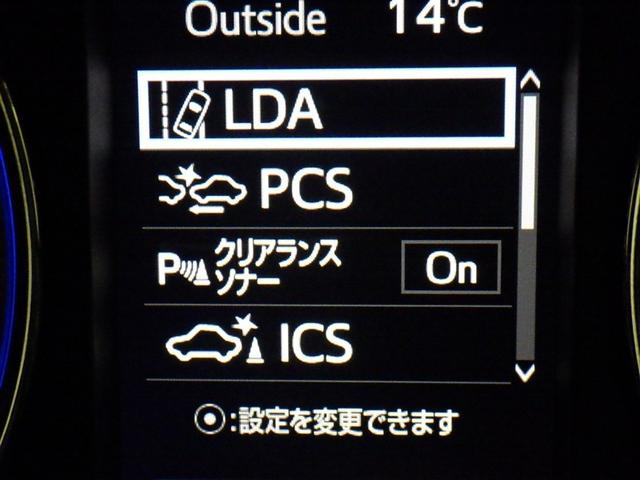 Outside 14℃
LDA
PCS
P クリアランス
ソナー On
ICS
:設定を変更できます